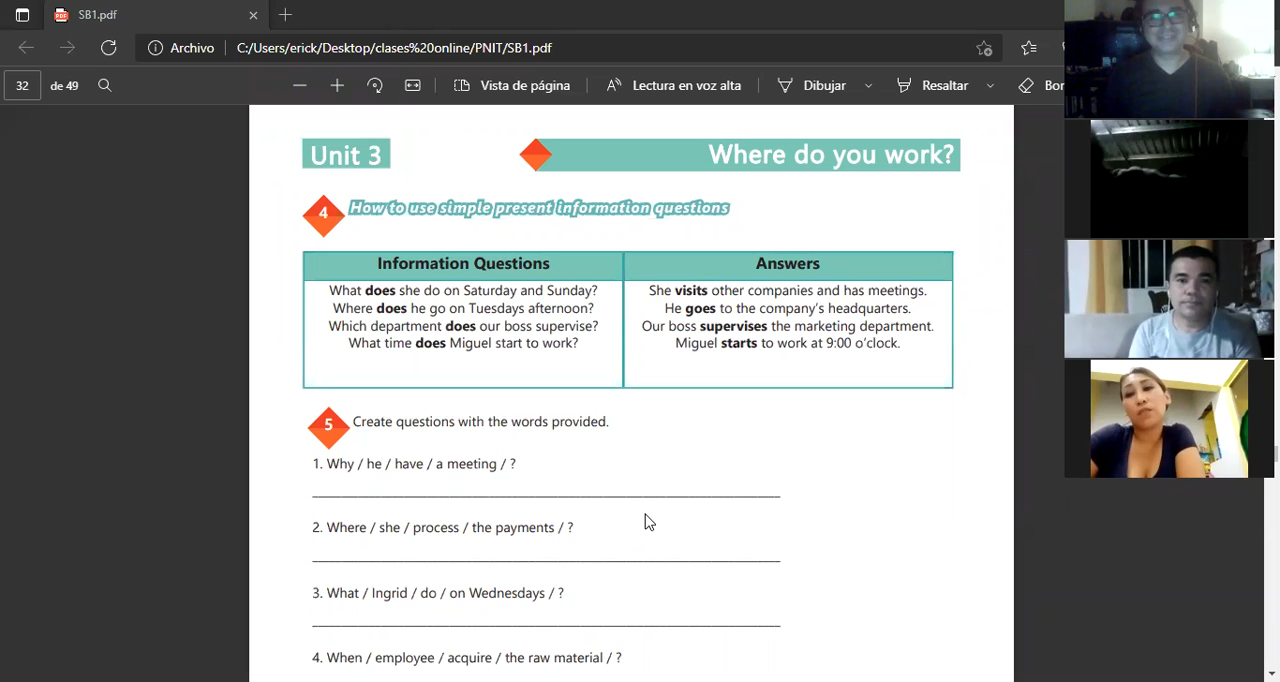 SB1.pdf
Archivo C:/Users/erick/Desktop/clases%20online/PNIT/SB1.pdf
32 de 49 Vista de página Lectura en voz alta Dibujar Resaltar Bor
Unit 3 Where do you work?
4 How to use simple present information questions
Information Questions Answers
What does she do on Saturday and Sunday? She visits other companies and has meetings.
Where does he go on Tuesdays afternoon? He goes to the company's headquarters.
Which department does our boss supervise? Our boss supervises the marketing department.
What time does Miguel start to work? Miguel starts to work at 9:00 o'clock.
5 Create questions with the words provided.
1. Why / he / have / a meeting / ?
2. Where / she / process / the payments / ?
3. What / Ingrid / do / on Wednesdays / ?
4. When / employee / acquire / the raw material / ?